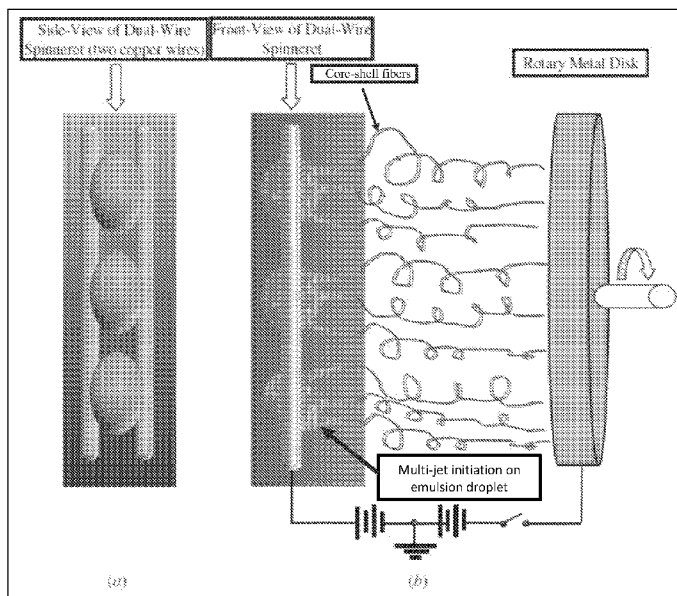 Side-View of Dual-Wire
Spinneret (two copper wires)
Front-View of Dual-Wire
Spinneret
Core-shell fibers
Rotary Metal Disk
Multi-jet initiation on
emulsion droplet
(a)
(b)